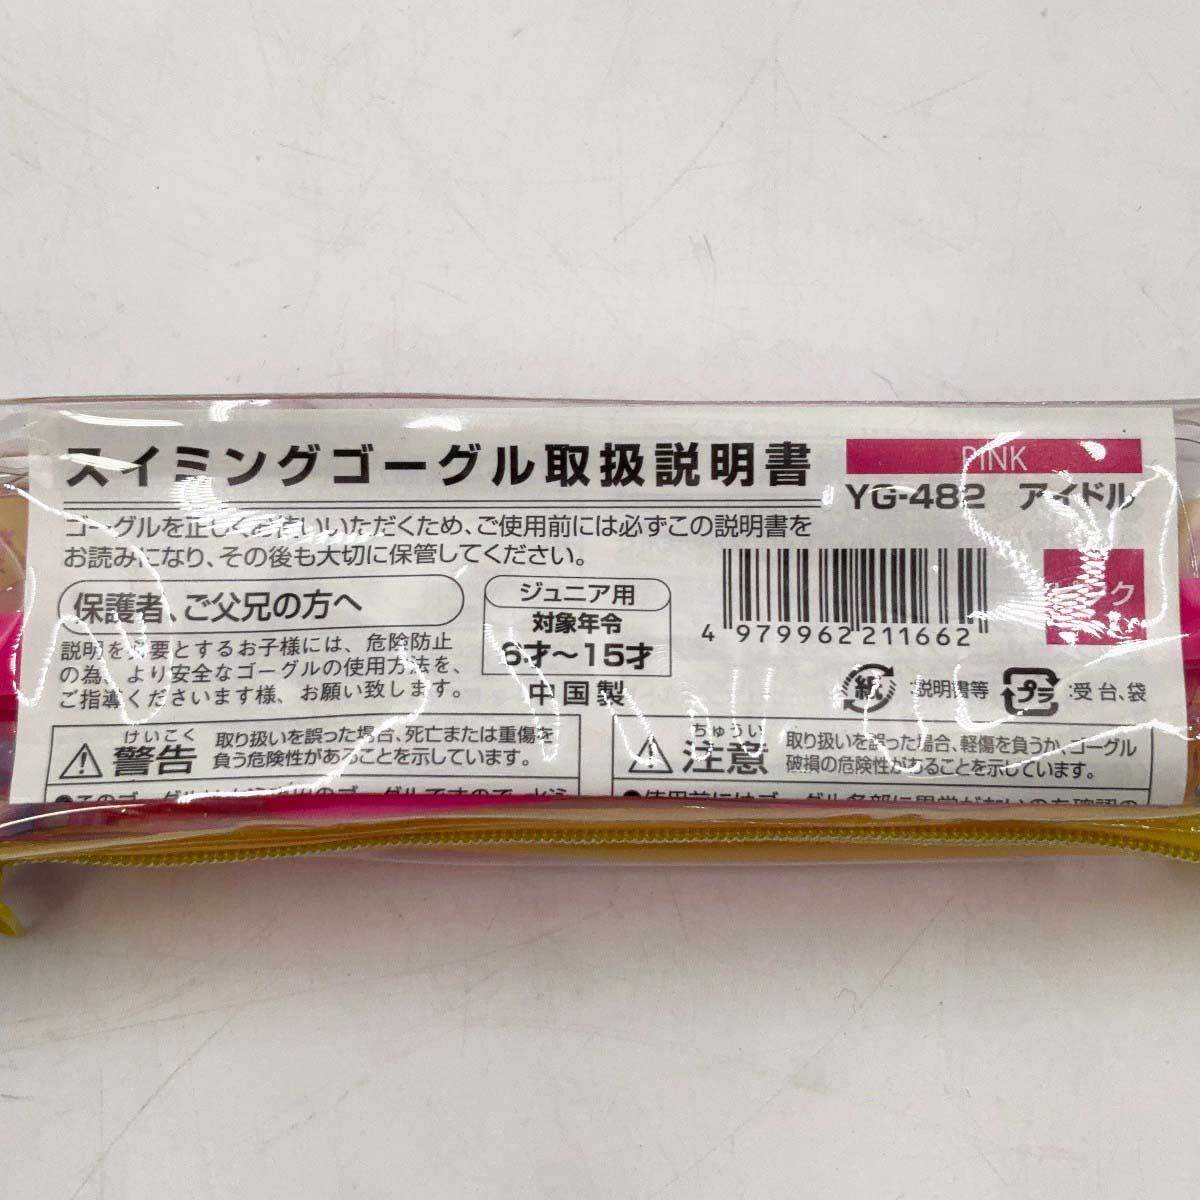 スイミングゴーグル取扱説明書
PINK
YG-482 アイドル
ゴーグルを正しくお使いいただくため、ご使用前には必ずこの説明書を
お読みになり、その後も大切に保管してください。
保護者、ご父兄の方へ
説明を必要とするお子様には、危険防止
の為、より安全なゴーグルの使用方法を、
ご指導くださいます様、お願い致します。
ジュニア用
対象年令
6才〜15才
中国製
4 979962 211662
ピンク
紙 :説明書等
プラ :受台、袋
けいこく
警告
取り扱いを誤った場合、死亡または重傷を
負う危険性があることを示しています。
ちゅうい
注意
取り扱いを誤った場合、軽傷を負うか、ゴーグル
破損の危険性があることを示しています。